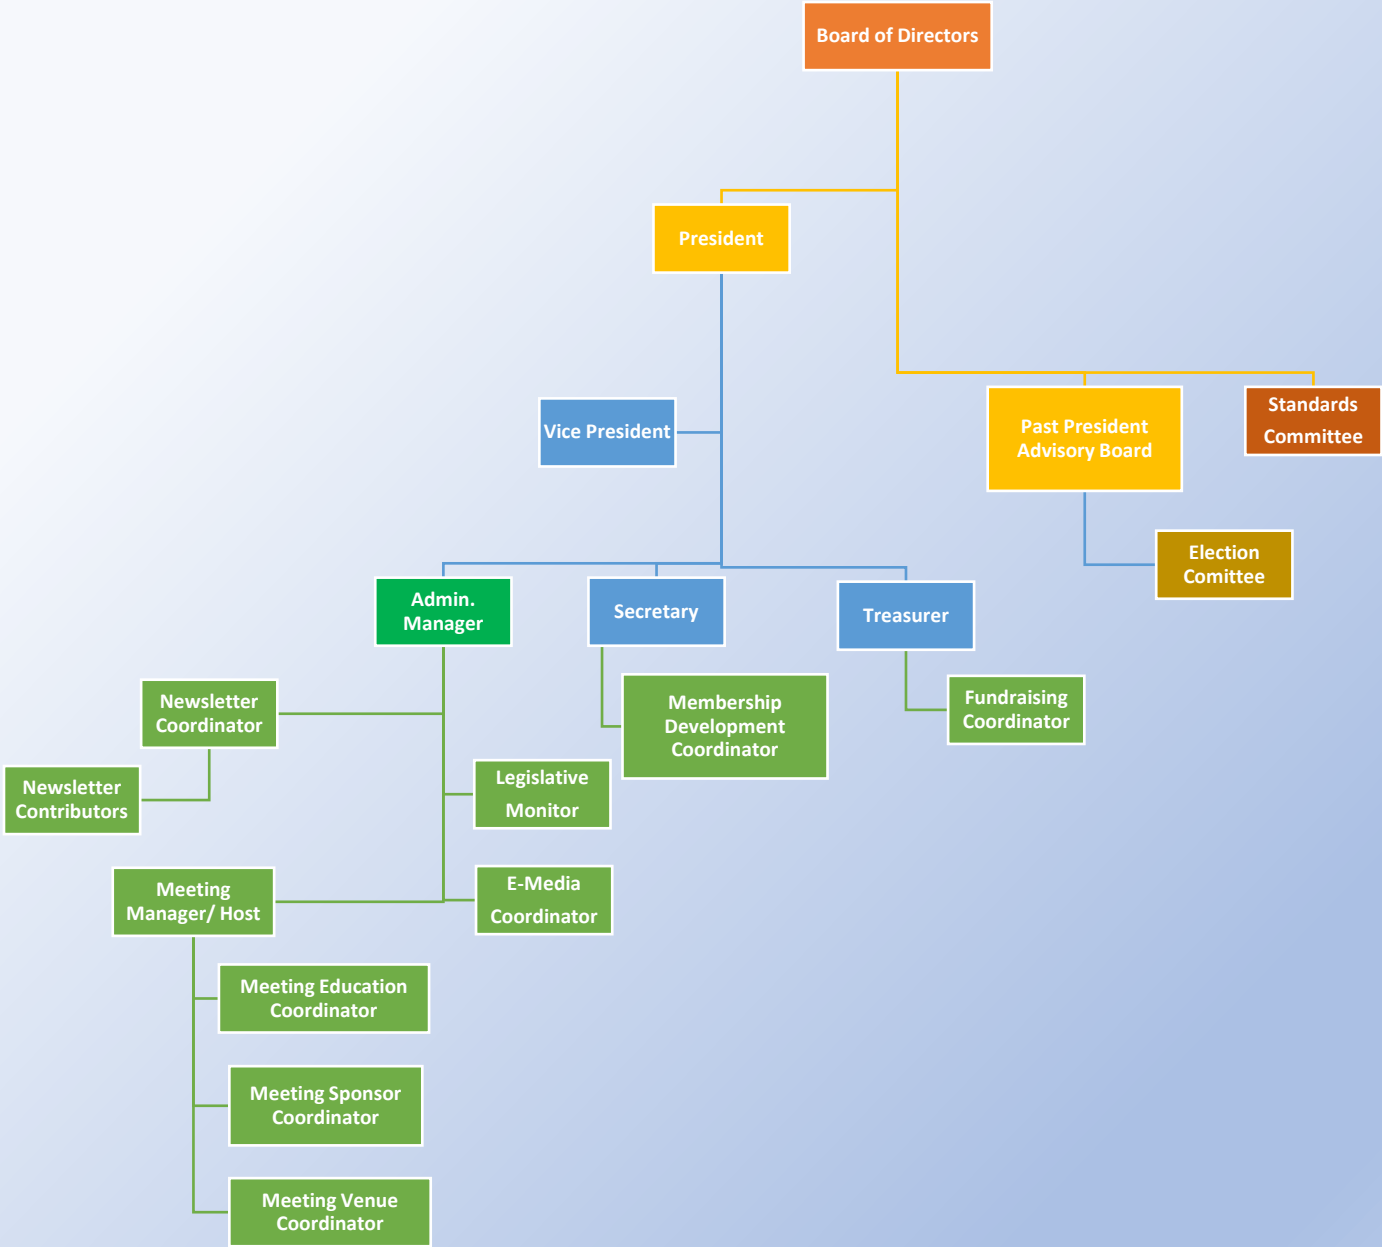 Board of Directors
President
Vice President
Past President
Advisory Board
Standards
Committee
Election
Comittee
Admin.
Manager
Secretary
Treasurer
Newsletter
Coordinator
Membership
Development
Coordinator
Fundraising
Coordinator
Newsletter
Contributors
Legislative
Monitor
Meeting
Manager/ Host
E-Media
Coordinator
Meeting Education
Coordinator
Meeting Sponsor
Coordinator
Meeting Venue
Coordinator